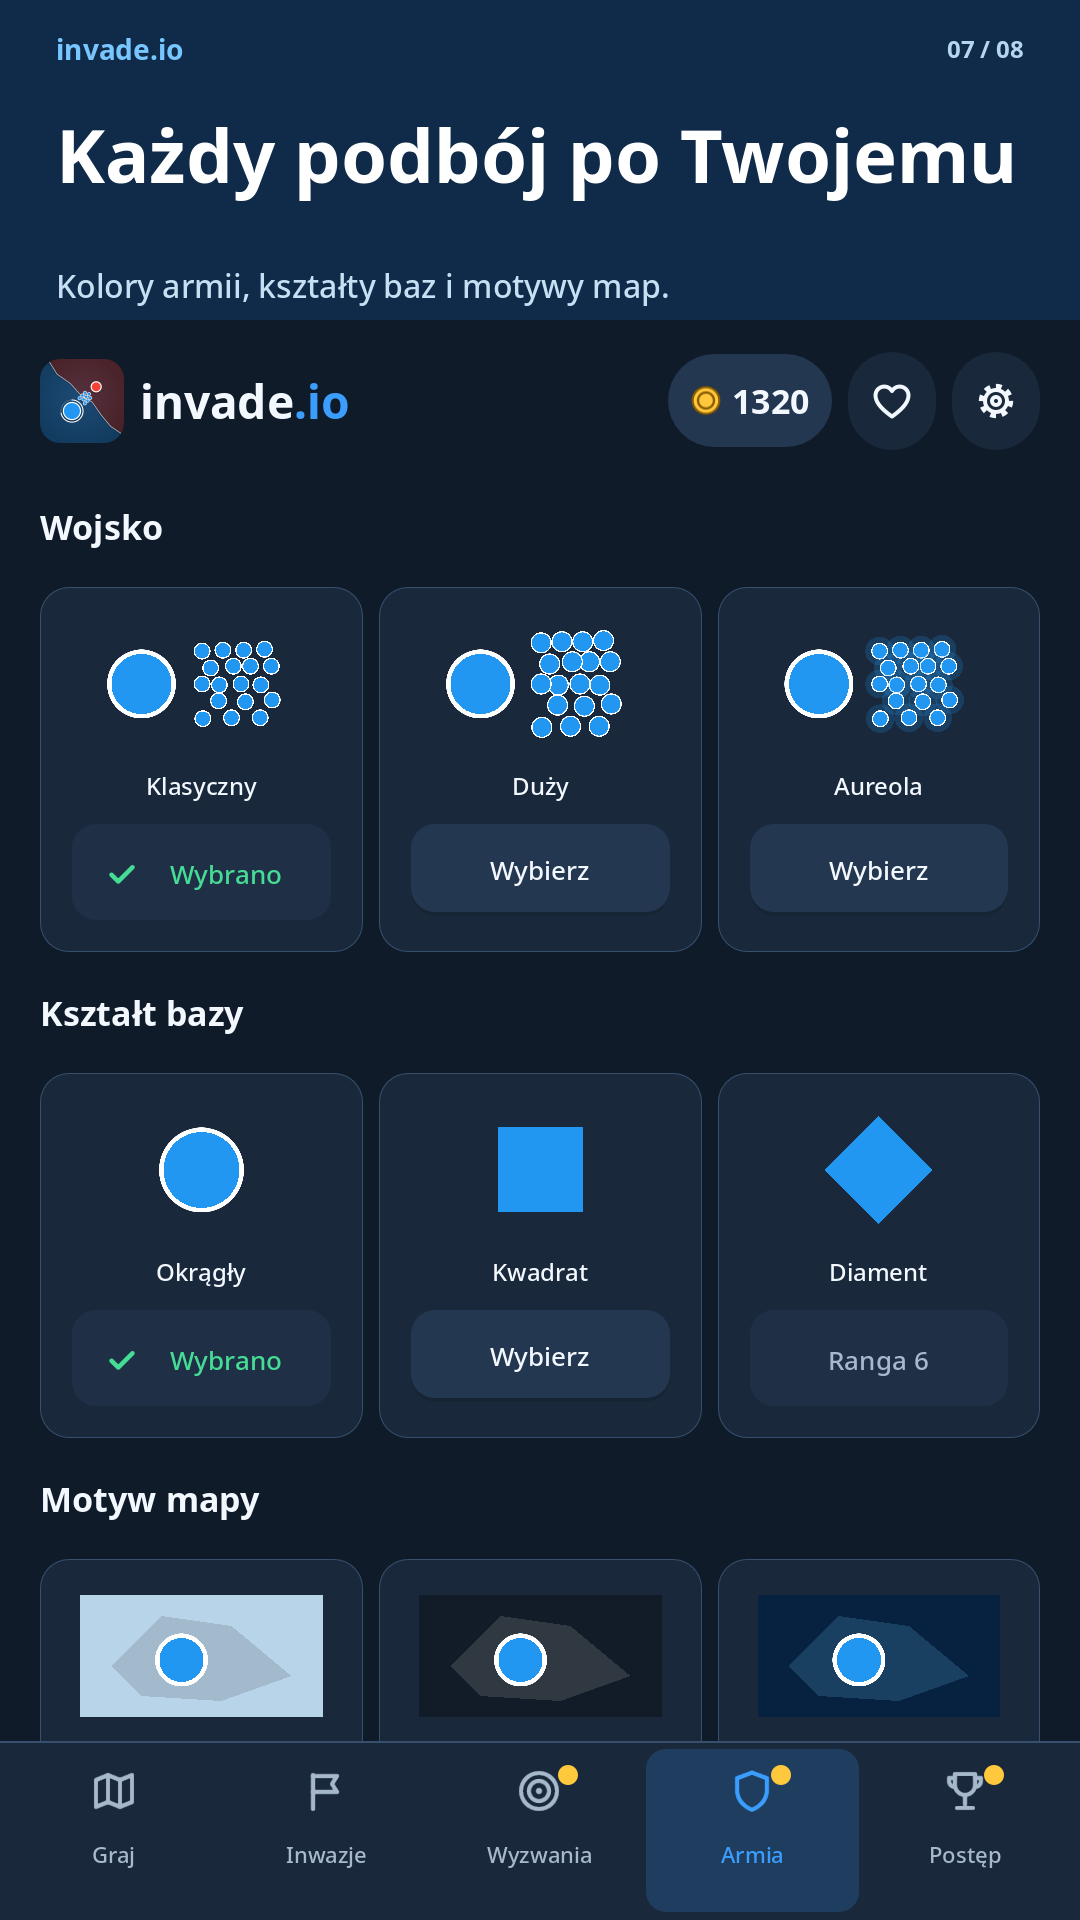 invade.io
07 / 08
Każdy podbój po Twojemu
Kolory armii, kształty baz i motywy map.
invade.io
1320
Wojsko
Klasyczny
Duży
Aureola
Wybrano
Wybierz
Wybierz
Kształt bazy
Okrągły
Kwadrat
Diament
Wybrano
Wybierz
Ranga 6
Motyw mapy
Graj
Inwazje
Wyzwania
Armia
Postęp